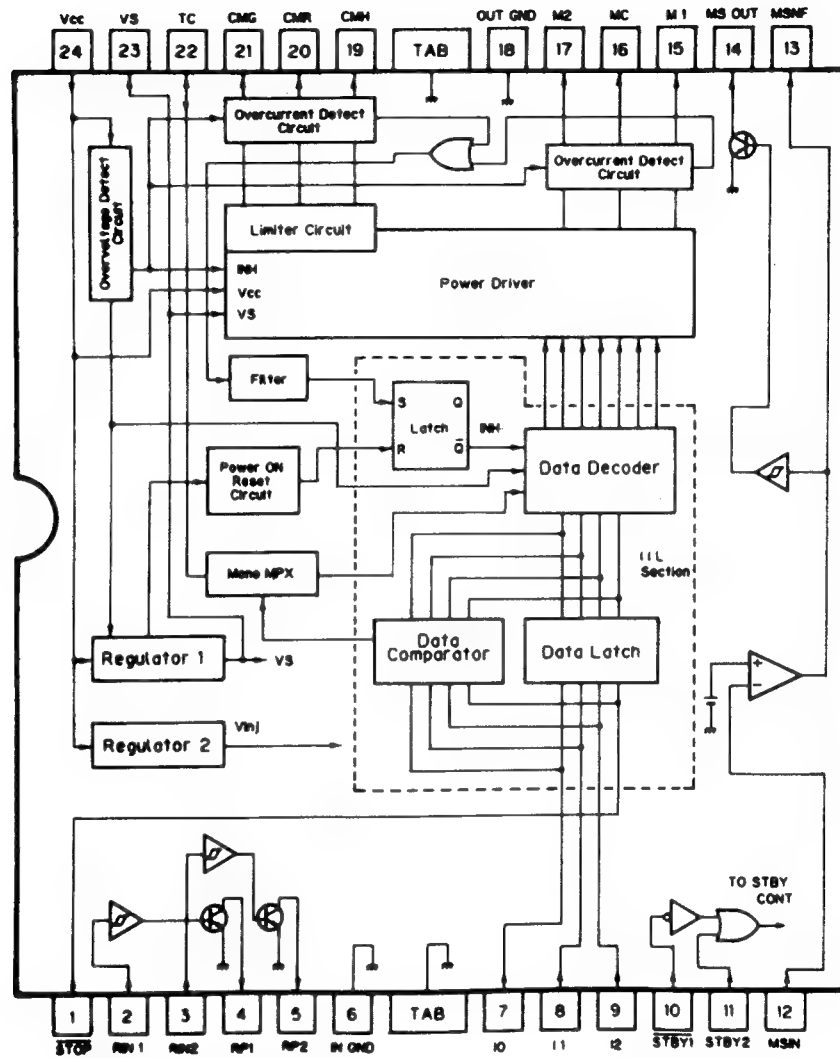 Vcc VS TC CMG CMR CMH OUT GND M2 MC M1 MS OUT MSNF
24 23 22 21 20 19 TAB 18 17 16 15 14 13
Overcurrent Detect
Circuit
Overcurrent Detect
Circuit
Overvoltage Detect
Circuit
Limiter Circuit
INH
Vcc
VS
Power Driver
Filter
S Q
Latch
R Q̅
INH
Data Decoder
Power ON
Reset
Circuit
IIL
Section
Mono MPX
Data
Comparator
Data Latch
Regulator 1
VS
+
−
Regulator 2
Vinj
TO STBY
CONT
1 2 3 4 5 6 TAB 7 8 9 10 11 12
S̅T̅O̅P̅ RIN1 RIN2 RP1 RP2 IN GND I0 I1 I2 S̅T̅B̅Y̅1̅ STBY2 MSIN